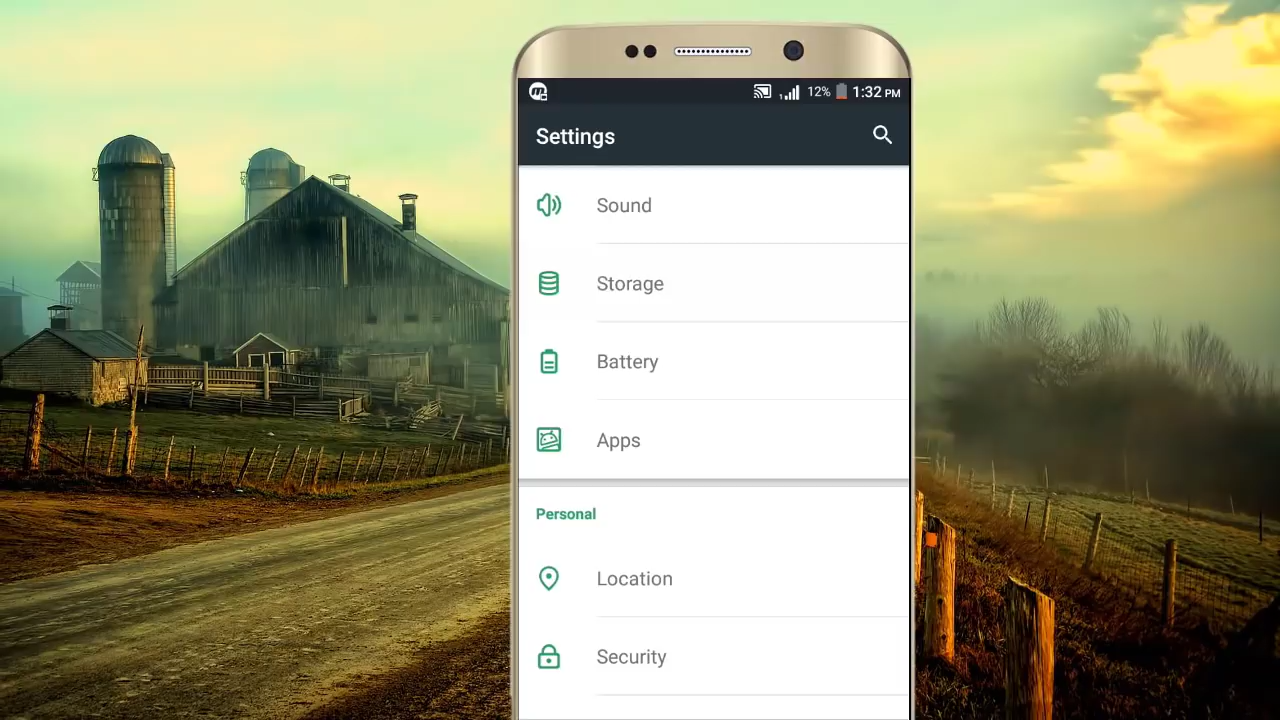 12% 1:32 PM
Settings
Sound
Storage
Battery
Apps
Personal
Location
Security